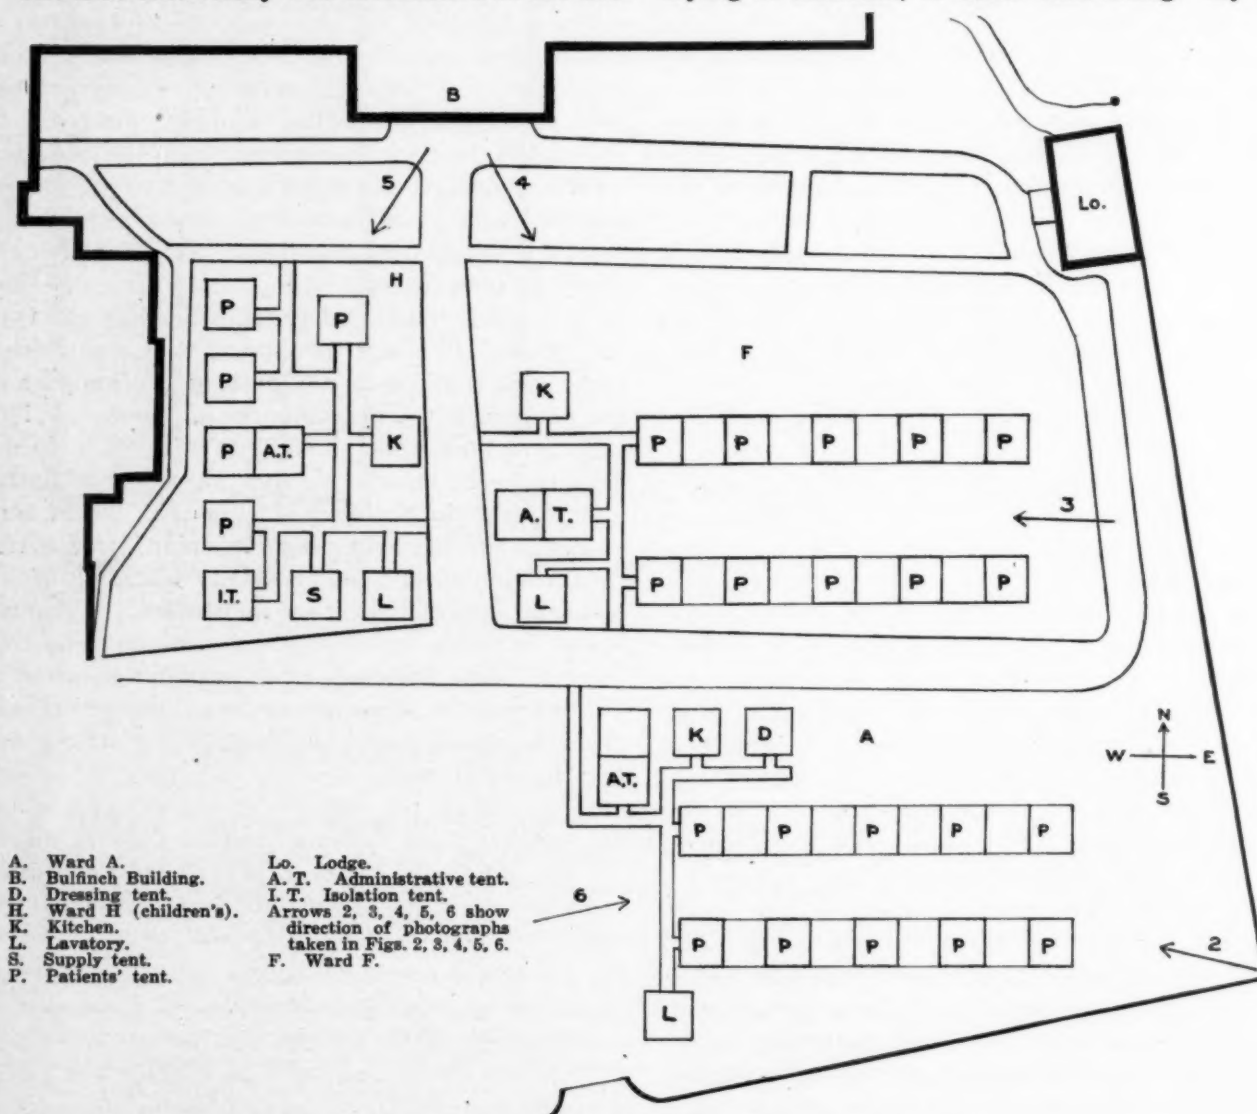 B
5
4
Lo.
H
P
P
F
P
K
K
P
A.T.
P
P
P
P
P
A. T.
3
P
I.T.
S
L
L
P
P
P
P
P
N
W
E
S
K
D
A
A.T.
P
P
P
P
P
6
P
P
P
P
P
2
L
A. Ward A.
B. Bulfinch Building.
D. Dressing tent.
H. Ward H (children's).
K. Kitchen.
L. Lavatory.
S. Supply tent.
P. Patients' tent.
Lo. Lodge.
A. T. Administrative tent.
I. T. Isolation tent.
Arrows 2, 3, 4, 5, 6 show
direction of photographs
taken in Figs. 2, 3, 4, 5, 6.
F. Ward F.